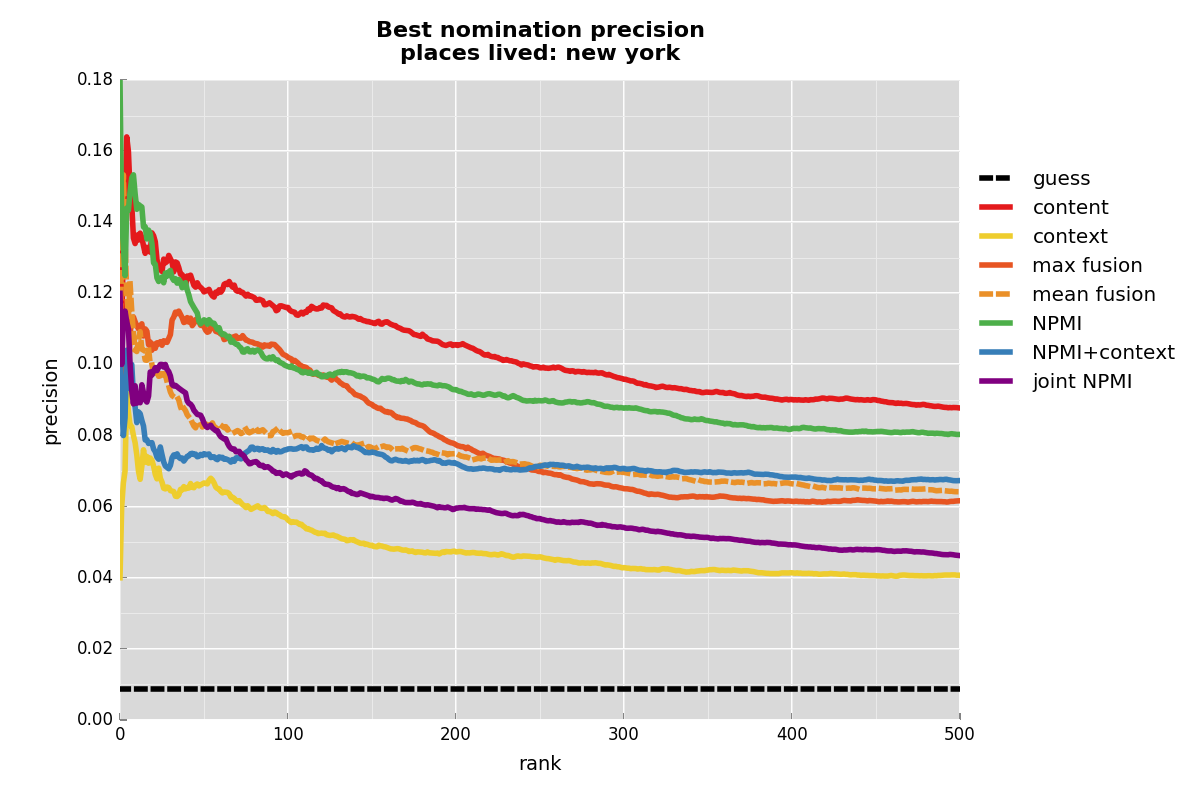 Best nomination precision
places lived: new york
precision
0.18
0.16
0.14
0.12
0.10
0.08
0.06
0.04
0.02
0.00
0 100 200 300 400 500
rank
guess
content
context
max fusion
mean fusion
NPMI
NPMI+context
joint NPMI